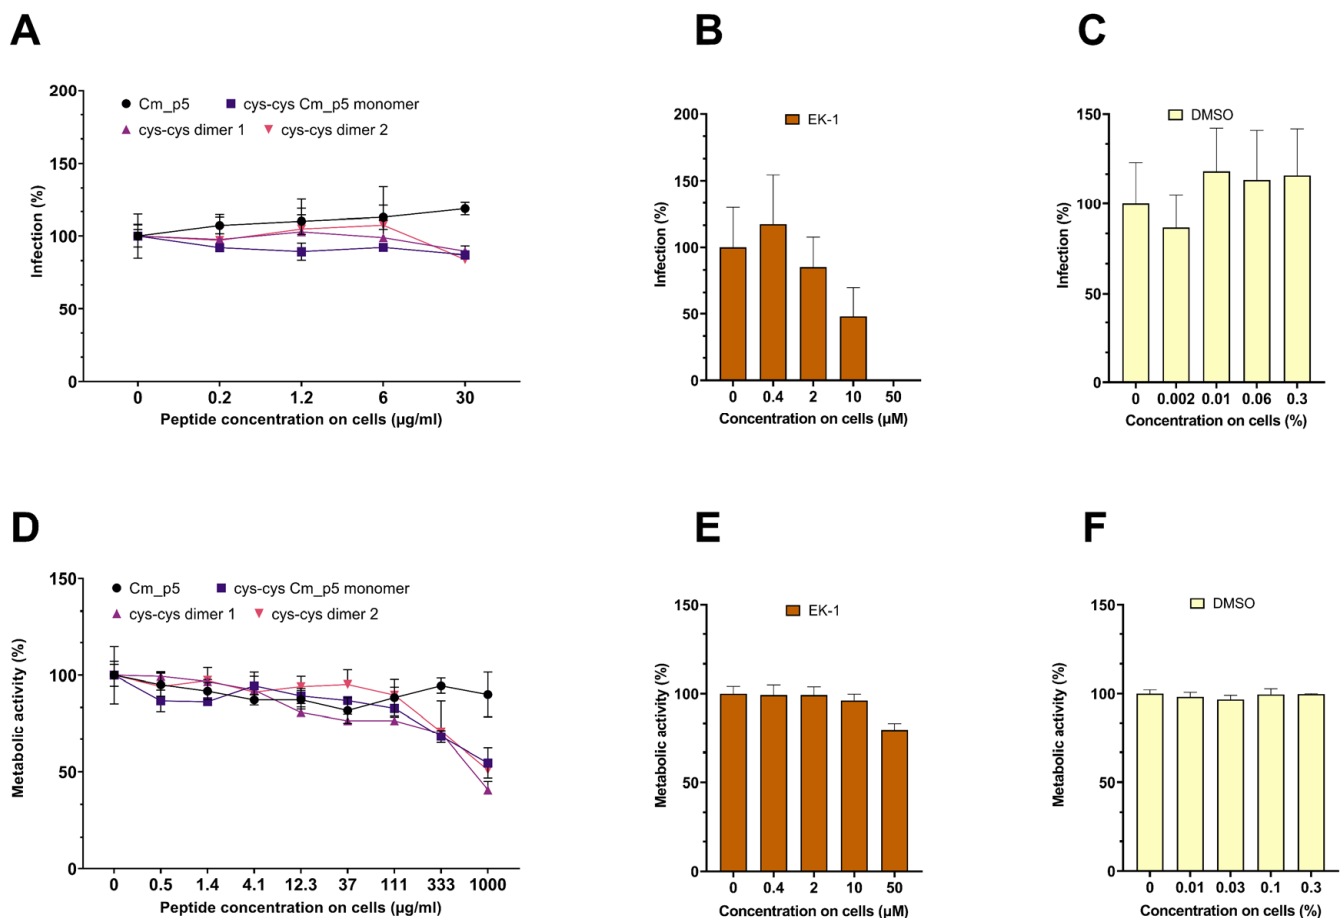 A
B
C
Cm_p5
cys-cys Cm_p5 monomer
cys-cys dimer 1
cys-cys dimer 2
200
150
100
50
0
Infection (%)
0 0.2 1.2 6 30
Peptide concentration on cells (µg/ml)
EK-1
200
150
100
50
0
Infection (%)
0 0.4 2 10 50
Concentration on cells (µM)
DMSO
150
100
50
0
Infection (%)
0 0.002 0.01 0.06 0.3
Concentration on cells (%)
D
E
F
Cm_p5
cys-cys Cm_p5 monomer
cys-cys dimer 1
cys-cys dimer 2
150
100
50
0
Metabolic activity (%)
0 0.5 1.4 4.1 12.3 37 111 333 1000
Peptide concentration on cells (µg/ml)
EK-1
150
100
50
0
Metabolic activity (%)
0 0.4 2 10 50
Concentration on cells (µM)
DMSO
150
100
50
0
Metabolic activity (%)
0 0.01 0.03 0.1 0.3
Concentration on cells (%)